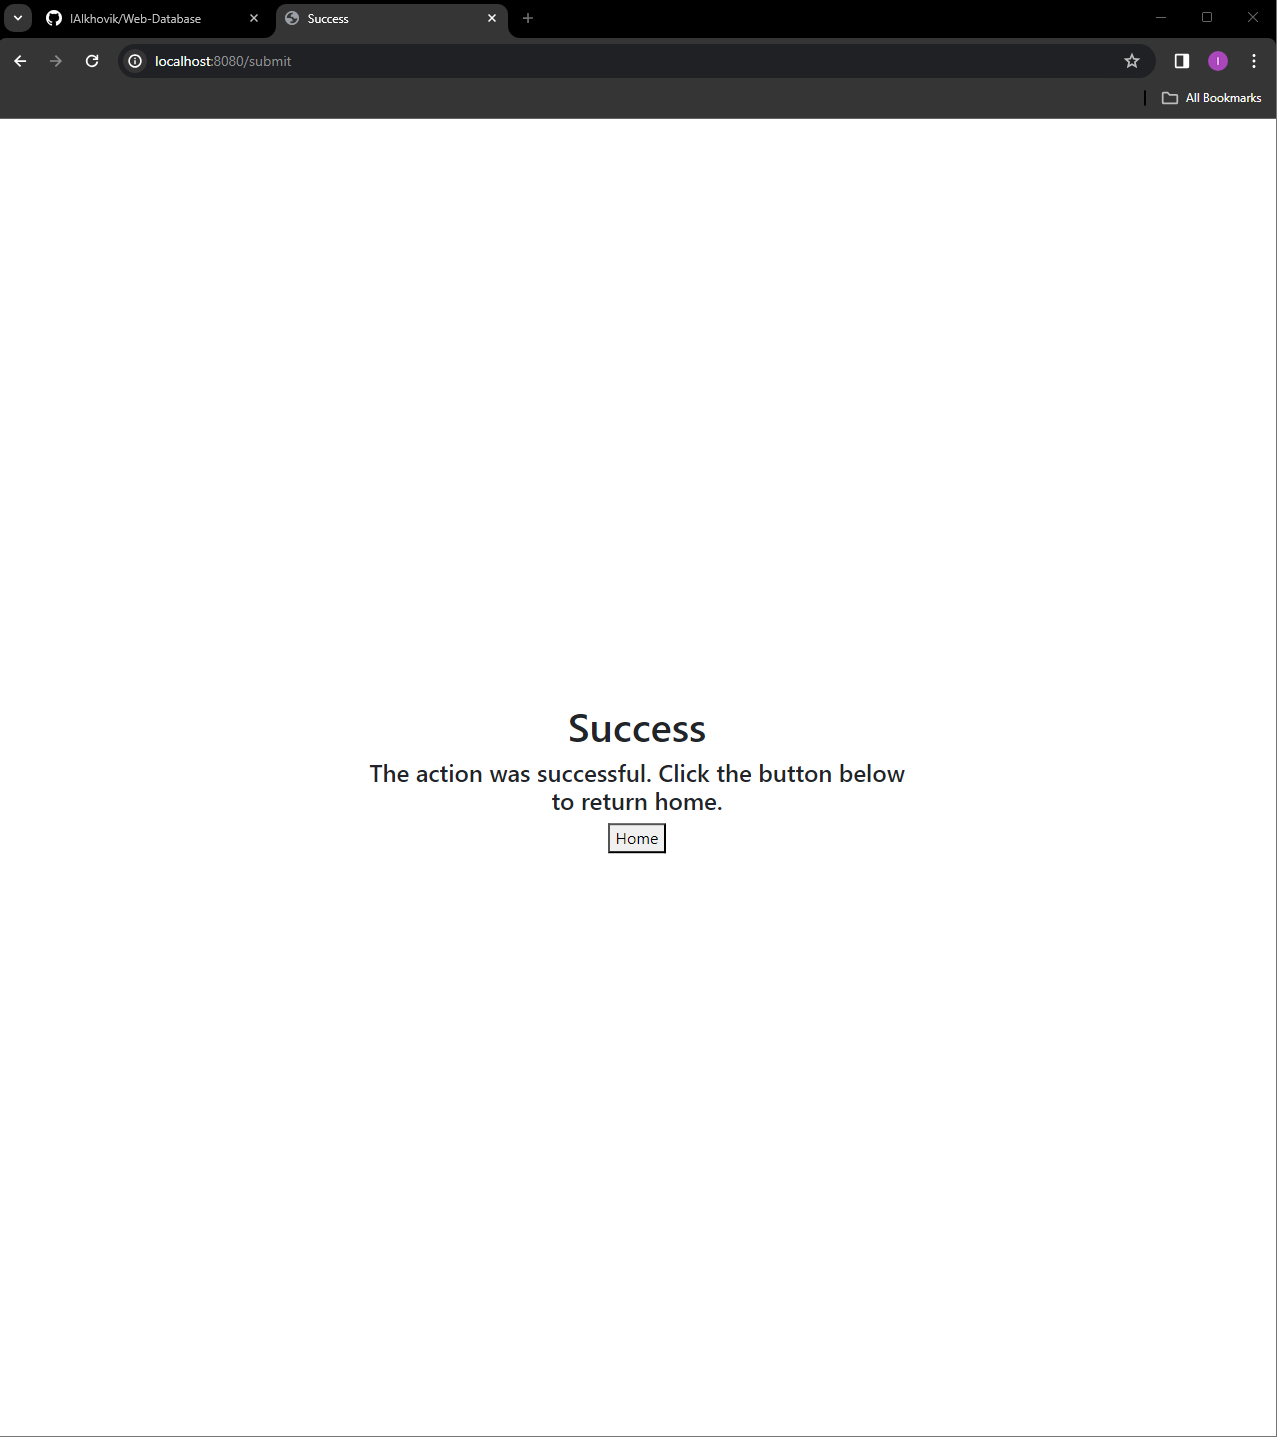 IAlkhovik/Web-Database
Success
localhost:8080/submit
I
All Bookmarks
Success
The action was successful. Click the button below
to return home.
Home